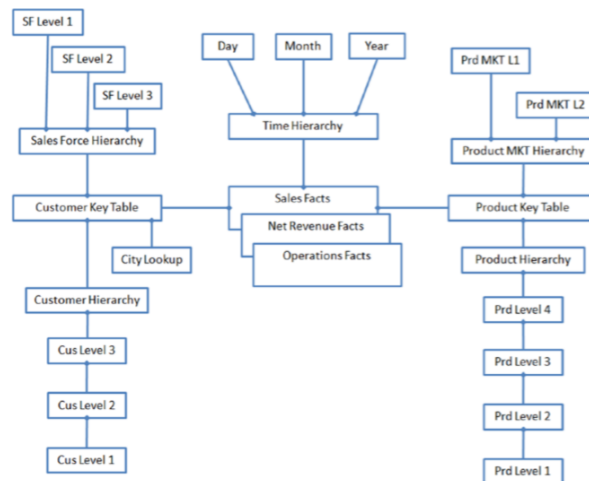 SF Level 1
SF Level 2
SF Level 3
Sales Force Hierarchy
Day
Month
Year
Time Hierarchy
Prd MKT L1
Prd MKT L2
Product MKT Hierarchy
Customer Key Table
Sales Facts
Net Revenue Facts
Operations Facts
Product Key Table
City Lookup
Product Hierarchy
Customer Hierarchy
Prd Level 4
Cus Level 3
Prd Level 3
Cus Level 2
Prd Level 2
Cus Level 1
Prd Level 1